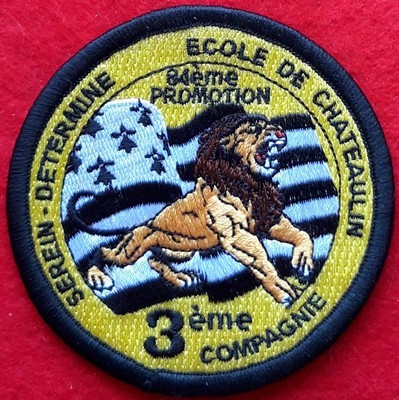 SEREIN - DETERMINE
ECOLE DE CHATEAULIN
84ème
PROMOTION
3ème
COMPAGNIE